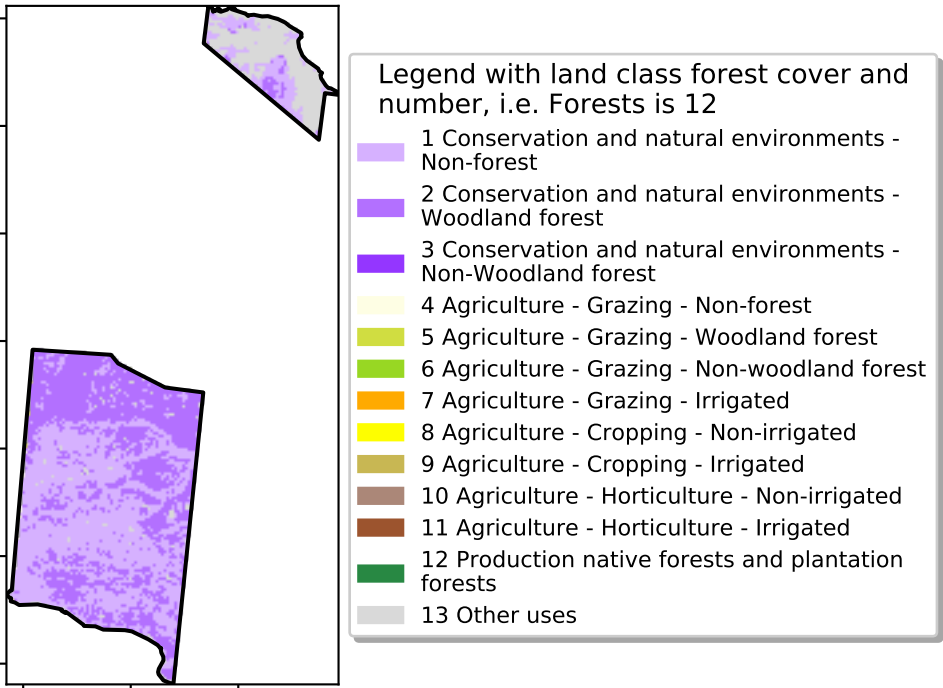 Legend with land class forest cover and
number, i.e. Forests is 12
1 Conservation and natural environments -
Non-forest
2 Conservation and natural environments -
Woodland forest
3 Conservation and natural environments -
Non-Woodland forest
4 Agriculture - Grazing - Non-forest
5 Agriculture - Grazing - Woodland forest
6 Agriculture - Grazing - Non-woodland forest
7 Agriculture - Grazing - Irrigated
8 Agriculture - Cropping - Non-irrigated
9 Agriculture - Cropping - Irrigated
10 Agriculture - Horticulture - Non-irrigated
11 Agriculture - Horticulture - Irrigated
12 Production native forests and plantation
forests
13 Other uses